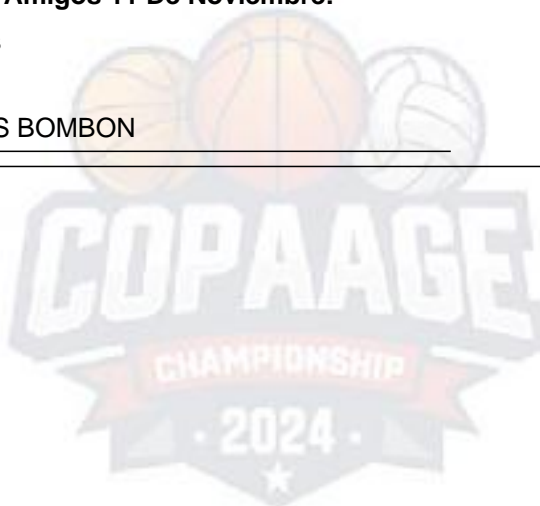 Amigos 11 De Noviembre.
S BOMBON
COPAAGE
CHAMPIONSHIP
· 2024 ·